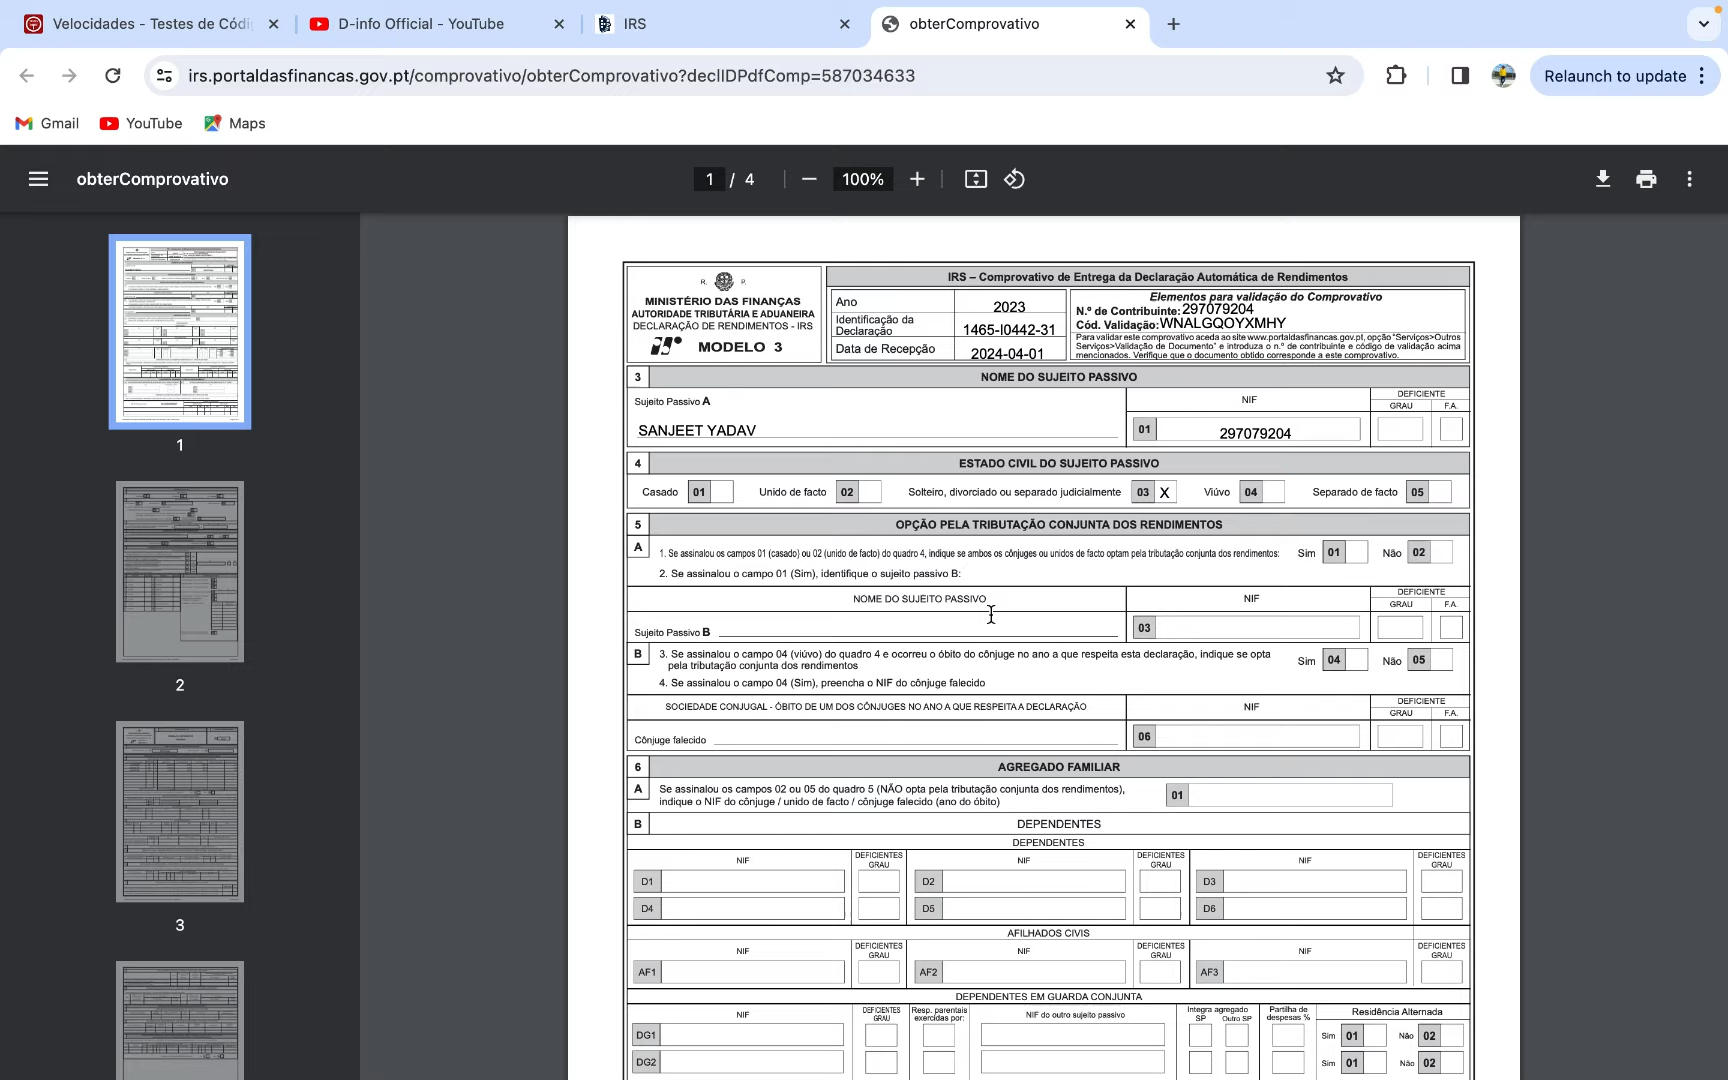 Velocidades - Testes de Códi
D-info Official - YouTube
IRS
obterComprovativo
irs.portaldasfinancas.gov.pt/comprovativo/obterComprovativo?declIDPdfComp=587034633
Relaunch to update
Gmail
YouTube
Maps
obterComprovativo
1 / 4
100%
1
2
3
R. P.
MINISTÉRIO DAS FINANÇAS
AUTORIDADE TRIBUTÁRIA E ADUANEIRA
DECLARAÇÃO DE RENDIMENTOS - IRS
MODELO 3
IRS – Comprovativo de Entrega da Declaração Automática de Rendimentos
Ano 2023
Identificação da Declaração 1465-I0442-31
Data de Recepção 2024-04-01
Elementos para validação do Comprovativo
N.º de Contribuinte: 297079204
Cód. Validação: WNALGQOYXMHY
Para validar este comprovativo aceda ao site www.portaldasfinancas.gov.pt, opção "Serviços>Outros
Serviços>Validação de Documento" e introduza o n.º de contribuinte e código de validação acima
mencionados. Verifique que o documento obtido corresponde a este comprovativo.
3 NOME DO SUJEITO PASSIVO
Sujeito Passivo A NIF DEFICIENTE
GRAU F.A.
SANJEET YADAV 01 297079204
4 ESTADO CIVIL DO SUJEITO PASSIVO
Casado 01 Unido de facto 02 Solteiro, divorciado ou separado judicialmente 03 X Viúvo 04 Separado de facto 05
5 OPÇÃO PELA TRIBUTAÇÃO CONJUNTA DOS RENDIMENTOS
A 1. Se assinalou os campos 01 (casado) ou 02 (unido de facto) do quadro 4, indique se ambos os cônjuges ou unidos de facto optam pela tributação conjunta dos rendimentos: Sim 01 Não 02
2. Se assinalou o campo 01 (Sim), identifique o sujeito passivo B:
NOME DO SUJEITO PASSIVO NIF DEFICIENTE
GRAU F.A.
Sujeito Passivo B 03
B 3. Se assinalou o campo 04 (viúvo) do quadro 4 e ocorreu o óbito do cônjuge no ano a que respeita esta declaração, indique se opta
pela tributação conjunta dos rendimentos Sim 04 Não 05
4. Se assinalou o campo 04 (Sim), preencha o NIF do cônjuge falecido
SOCIEDADE CONJUGAL - ÓBITO DE UM DOS CÔNJUGES NO ANO A QUE RESPEITA A DECLARAÇÃO NIF DEFICIENTE
GRAU F.A.
Cônjuge falecido 06
6 AGREGADO FAMILIAR
A Se assinalou os campos 02 ou 05 do quadro 5 (NÃO opta pela tributação conjunta dos rendimentos),
indique o NIF do cônjuge / unido de facto / cônjuge falecido (ano do óbito) 01
B DEPENDENTES
DEPENDENTES
NIF DEFICIENTES GRAU NIF DEFICIENTES GRAU NIF DEFICIENTES GRAU
D1 D2 D3
D4 D5 D6
AFILHADOS CIVIS
NIF DEFICIENTES GRAU NIF DEFICIENTES GRAU NIF DEFICIENTES GRAU
AF1 AF2 AF3
DEPENDENTES EM GUARDA CONJUNTA
NIF DEFICIENTES GRAU Resp. parentais exercidas por: NIF do outro sujeito passivo Integra agregado SP Outro SP Partilha de despesas % Residência Alternada
DG1 Sim 01 Não 02
DG2 Sim 01 Não 02